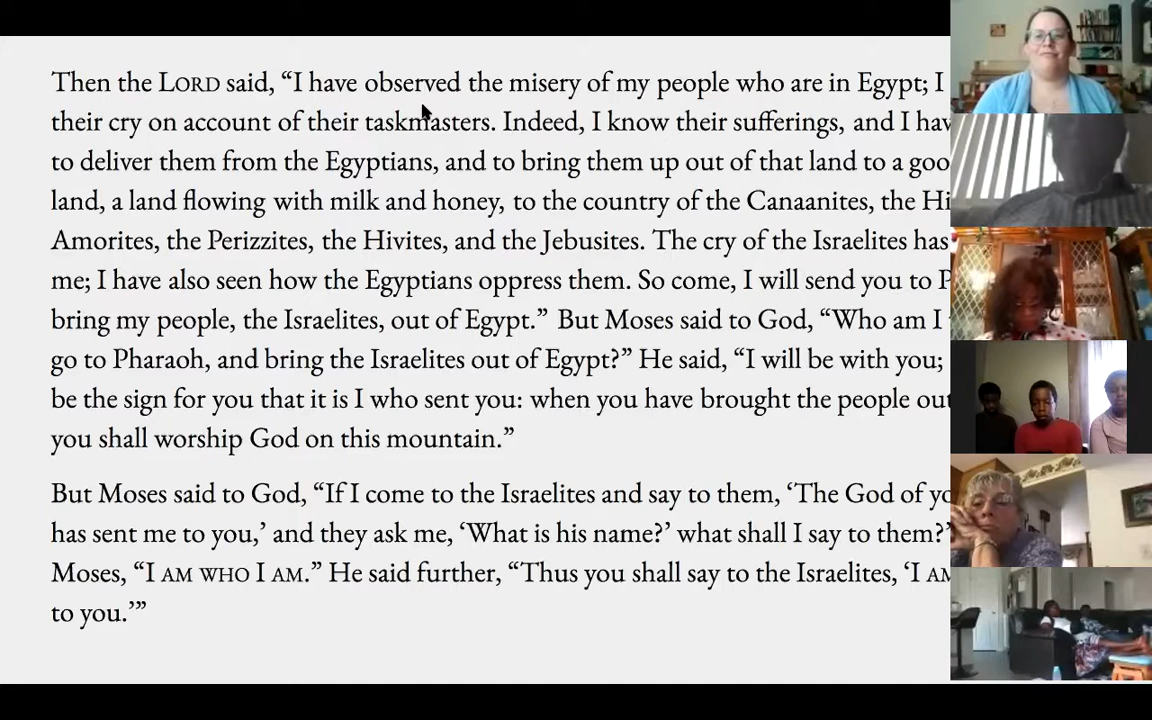 Then the LORD said, “I have observed the misery of my people who are in Egypt; I
their cry on account of their taskmasters. Indeed, I know their sufferings, and I hav
to deliver them from the Egyptians, and to bring them up out of that land to a goo
land, a land flowing with milk and honey, to the country of the Canaanites, the Hi
Amorites, the Perizzites, the Hivites, and the Jebusites. The cry of the Israelites has
me; I have also seen how the Egyptians oppress them. So come, I will send you to P
bring my people, the Israelites, out of Egypt.” But Moses said to God, “Who am I
go to Pharaoh, and bring the Israelites out of Egypt?” He said, “I will be with you;
be the sign for you that it is I who sent you: when you have brought the people out
you shall worship God on this mountain.”
But Moses said to God, “If I come to the Israelites and say to them, ‘The God of yo
has sent me to you,’ and they ask me, ‘What is his name?’ what shall I say to them?”
Moses, “I AM WHO I AM.” He said further, “Thus you shall say to the Israelites, ‘I AM
to you.’”